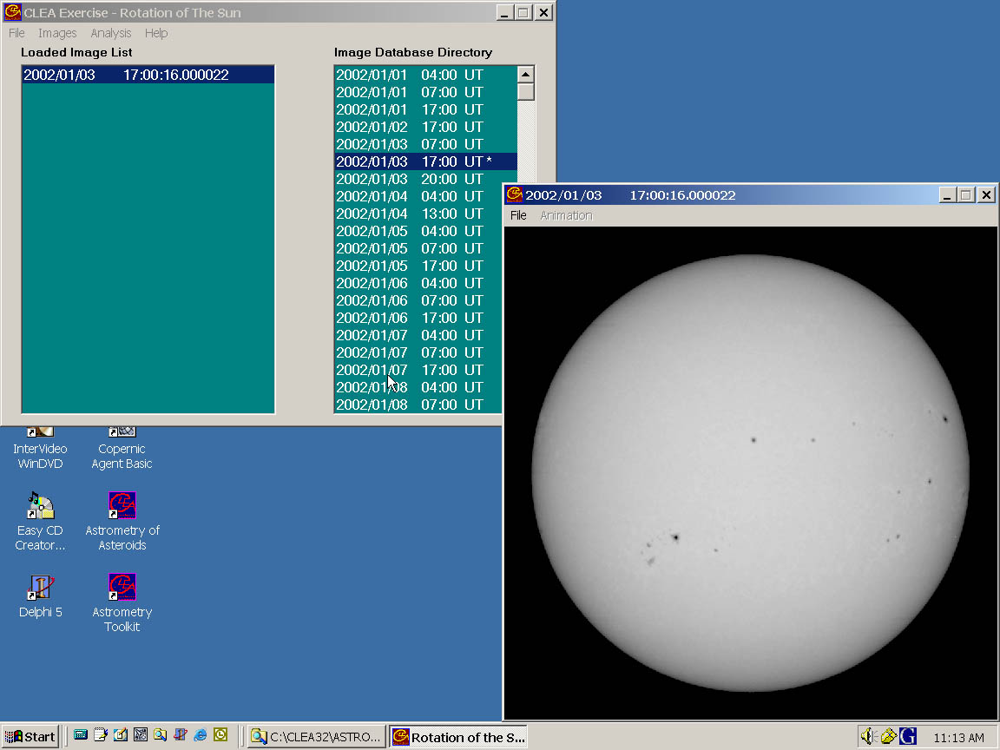 CLEA Exercise - Rotation of The Sun
File Images Analysis Help
Loaded Image List
2002/01/03 17:00:16.000022
Image Database Directory
2002/01/01 04:00 UT
2002/01/01 07:00 UT
2002/01/01 17:00 UT
2002/01/02 17:00 UT
2002/01/03 07:00 UT
2002/01/03 17:00 UT *
2002/01/03 20:00 UT
2002/01/04 04:00 UT
2002/01/04 13:00 UT
2002/01/05 04:00 UT
2002/01/05 07:00 UT
2002/01/05 17:00 UT
2002/01/06 04:00 UT
2002/01/06 07:00 UT
2002/01/06 17:00 UT
2002/01/07 04:00 UT
2002/01/07 07:00 UT
2002/01/07 17:00 UT
2002/01/08 04:00 UT
2002/01/08 07:00 UT
2002/01/03 17:00:16.000022
File Animation
InterVideo
WinDVD
Copernic
Agent Basic
Easy CD
Creator...
Astrometry of
Asteroids
Delphi 5
Astrometry
Toolkit
Start
C:\CLEA32\ASTRO...
Rotation of the S...
G
11:13 AM